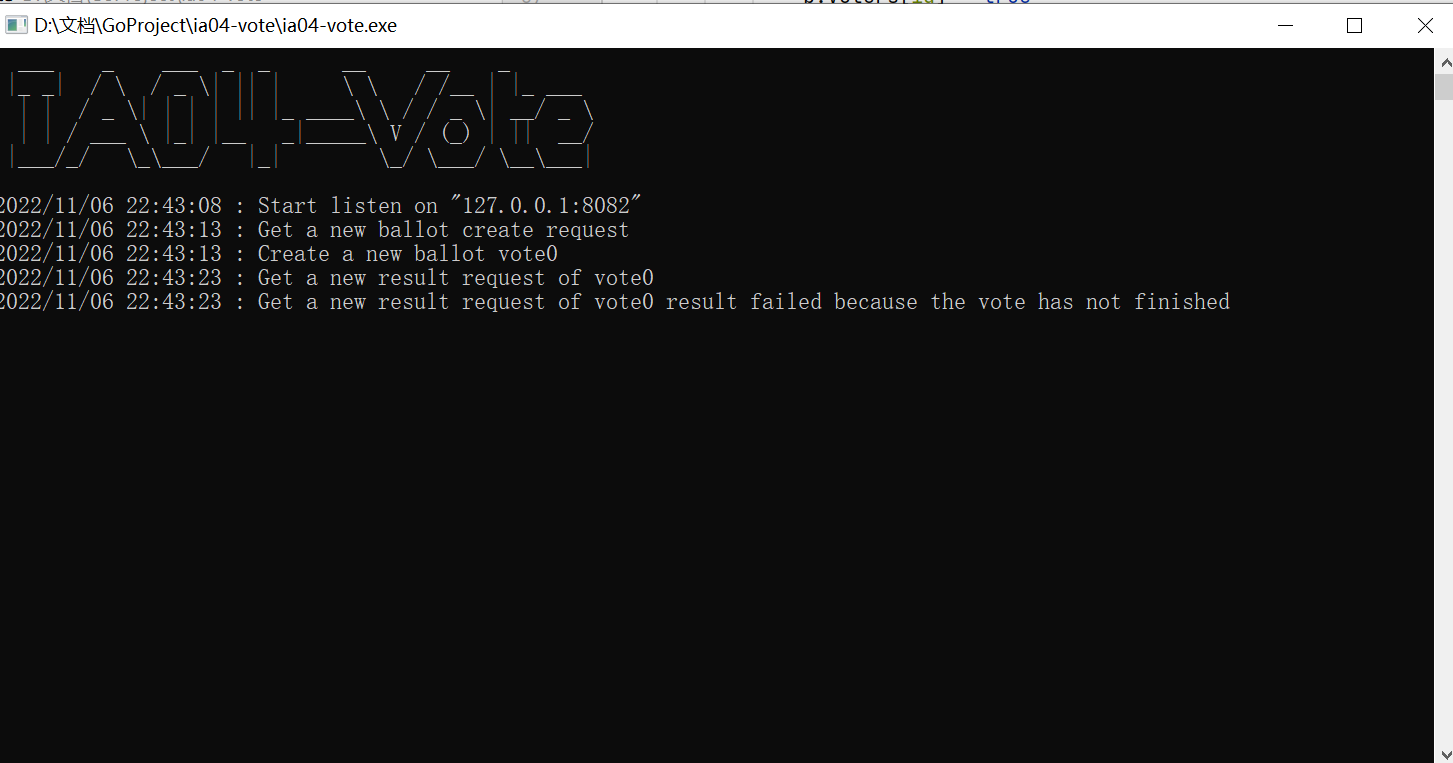 D:\文档\GoProject\ia04-vote\ia04-vote.exe
IA04-Vote
2022/11/06 22:43:08 : Start listen on "127.0.0.1:8082"
2022/11/06 22:43:13 : Get a new ballot create request
2022/11/06 22:43:13 : Create a new ballot vote0
2022/11/06 22:43:23 : Get a new result request of vote0
2022/11/06 22:43:23 : Get a new result request of vote0 result failed because the vote has not finished